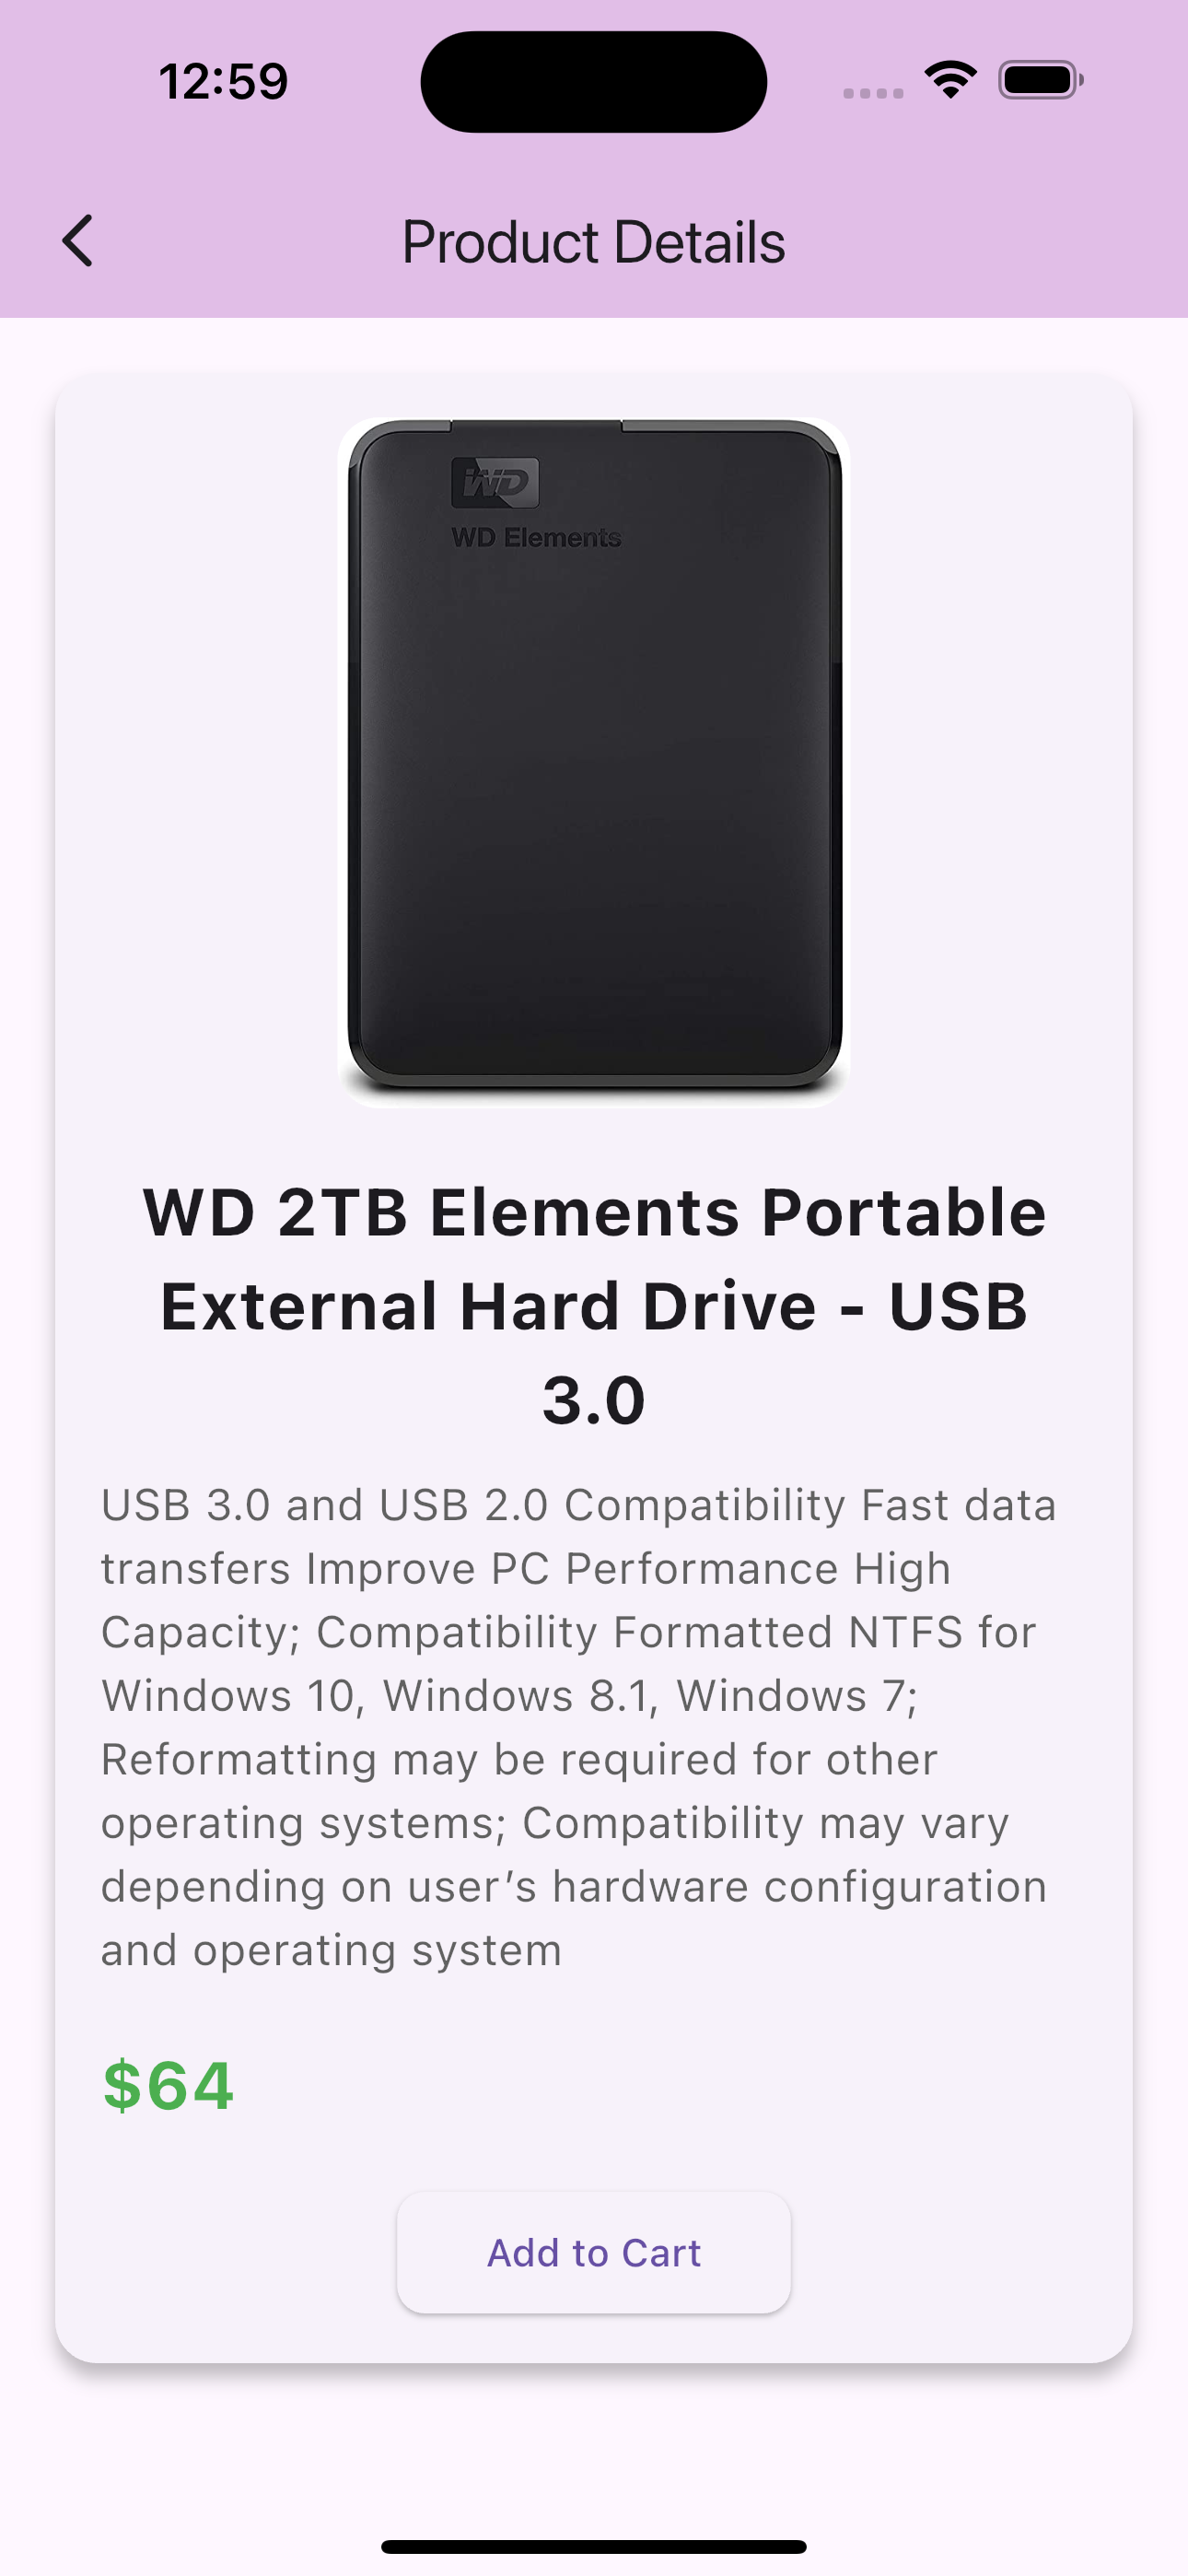 12:59
Product Details
WD
WD Elements
WD 2TB Elements Portable
External Hard Drive - USB
3.0
USB 3.0 and USB 2.0 Compatibility Fast data
transfers Improve PC Performance High
Capacity; Compatibility Formatted NTFS for
Windows 10, Windows 8.1, Windows 7;
Reformatting may be required for other
operating systems; Compatibility may vary
depending on user’s hardware configuration
and operating system
$64
Add to Cart